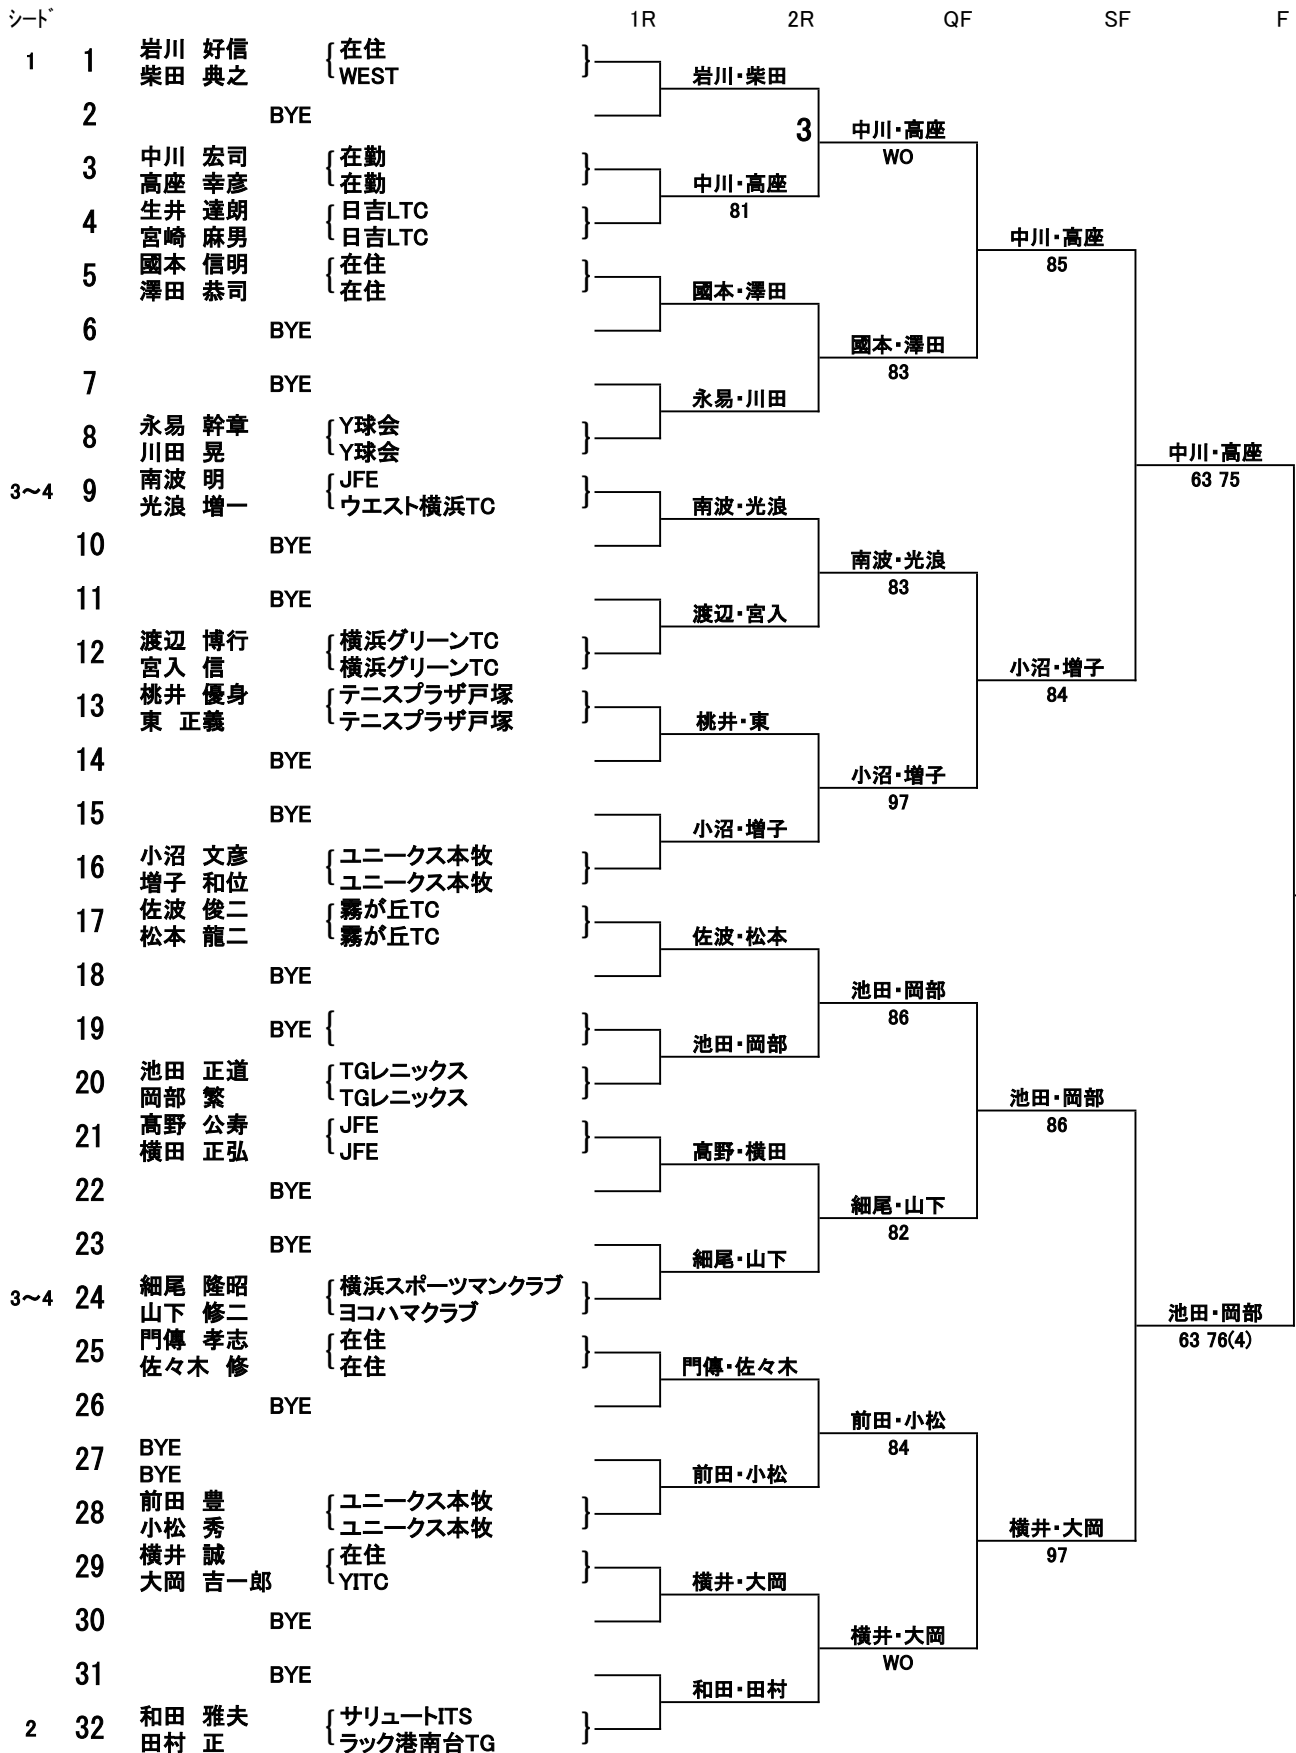 シード 1R 2R QF SF F
1 1 岩川 好信 在住
柴田 典之 WEST
岩川・柴田
2 BYE
3 中川・高座
WO
3 中川 宏司 在勤
高座 幸彦 在勤
中川・高座
81
4 生井 達朗 日吉LTC
宮崎 麻男 日吉LTC
中川・高座
85
5 國本 信明 在住
澤田 恭司 在住
國本・澤田
6 BYE
國本・澤田
83
7 BYE
永易・川田
8 永易 幹章 Y球会
川田 晃 Y球会
中川・高座
63 75
3～4 9 南波 明 JFE
光浪 増一 ウエスト横浜TC
南波・光浪
10 BYE
南波・光浪
83
11 BYE
渡辺・宮入
12 渡辺 博行 横浜グリーンTC
宮入 信 横浜グリーンTC
小沼・増子
84
13 桃井 優身 テニスプラザ戸塚
東 正義 テニスプラザ戸塚
桃井・東
14 BYE
小沼・増子
97
15 BYE
小沼・増子
16 小沼 文彦 ユニークス本牧
増子 和位 ユニークス本牧
17 佐波 俊二 霧が丘TC
松本 龍二 霧が丘TC
佐波・松本
18 BYE
池田・岡部
86
19 BYE
池田・岡部
20 池田 正道 TGレニックス
岡部 繁 TGレニックス
池田・岡部
86
21 高野 公寿 JFE
横田 正弘 JFE
高野・横田
22 BYE
細尾・山下
82
23 BYE
細尾・山下
3～4 24 細尾 隆昭 横浜スポーツマンクラブ
山下 修二 ヨコハマクラブ
池田・岡部
63 76(4)
25 門傳 孝志 在住
佐々木 修 在住
門傳・佐々木
26 BYE
前田・小松
84
27 BYE
BYE
前田・小松
28 前田 豊 ユニークス本牧
小松 秀 ユニークス本牧
横井・大岡
97
29 横井 誠 在住
大岡 吉一郎 YITC
横井・大岡
30 BYE
横井・大岡
WO
31 BYE
和田・田村
2 32 和田 雅夫 サリュートITS
田村 正 ラック港南台TG